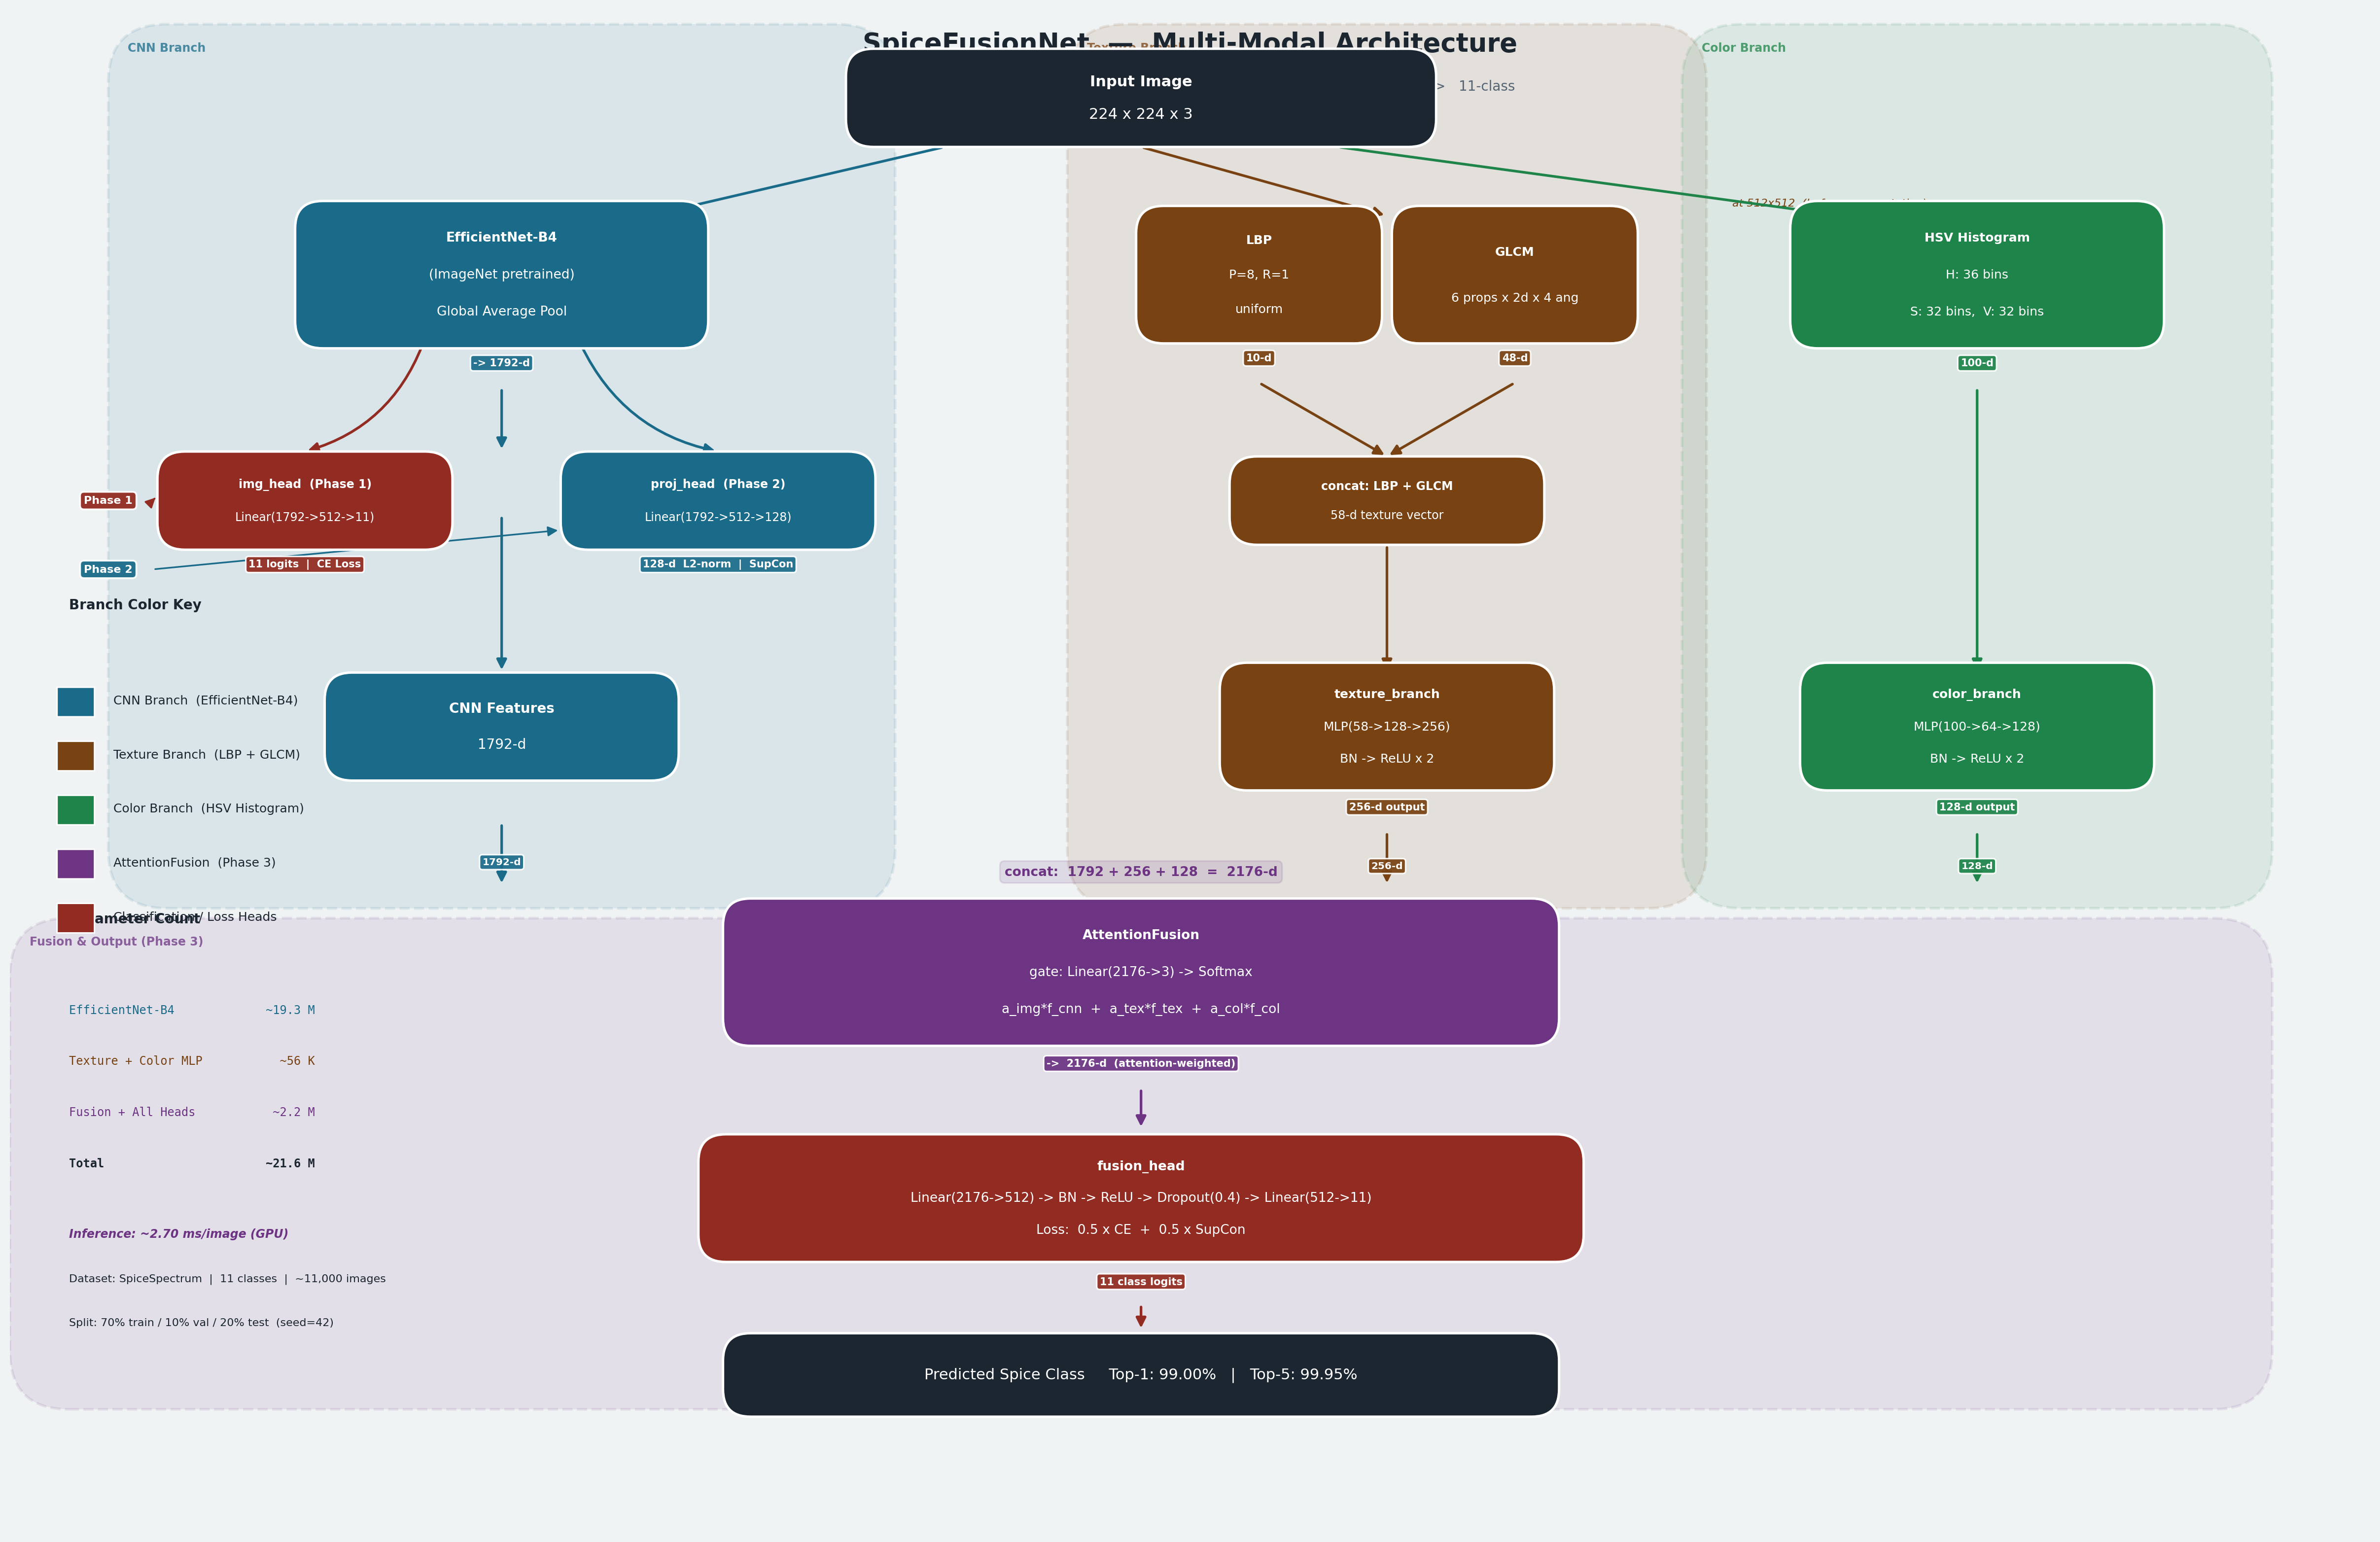 SpiceFusionNet — Multi-Modal Architecture
CNN Branch
Color Branch
Input Image
224 x 224 x 3
> 11-class
at 512x512
EfficientNet-B4
(ImageNet pretrained)
Global Average Pool
-> 1792-d
LBP
P=8, R=1
uniform
10-d
GLCM
6 props x 2d x 4 ang
48-d
HSV Histogram
H: 36 bins
S: 32 bins, V: 32 bins
100-d
Phase 1
img_head (Phase 1)
Linear(1792->512->11)
11 logits | CE Loss
proj_head (Phase 2)
Linear(1792->512->128)
128-d L2-norm | SupCon
Phase 2
concat: LBP + GLCM
58-d texture vector
Branch Color Key
CNN Branch (EfficientNet-B4)
Texture Branch (LBP + GLCM)
Color Branch (HSV Histogram)
AttentionFusion (Phase 3)
Classification / Loss Heads
CNN Features
1792-d
1792-d
texture_branch
MLP(58->128->256)
BN -> ReLU x 2
256-d output
256-d
color_branch
MLP(100->64->128)
BN -> ReLU x 2
128-d output
128-d
concat: 1792 + 256 + 128 = 2176-d
Count
Fusion & Output (Phase 3)
EfficientNet-B4 ~19.3 M
Texture + Color MLP ~56 K
Fusion + All Heads ~2.2 M
Total ~21.6 M
Inference: ~2.70 ms/image (GPU)
Dataset: SpiceSpectrum | 11 classes | ~11,000 images
Split: 70% train / 10% val / 20% test (seed=42)
AttentionFusion
gate: Linear(2176->3) -> Softmax
a_img*f_cnn + a_tex*f_tex + a_col*f_col
-> 2176-d (attention-weighted)
fusion_head
Linear(2176->512) -> BN -> ReLU -> Dropout(0.4) -> Linear(512->11)
Loss: 0.5 x CE + 0.5 x SupCon
11 class logits
Predicted Spice Class Top-1: 99.00% | Top-5: 99.95%